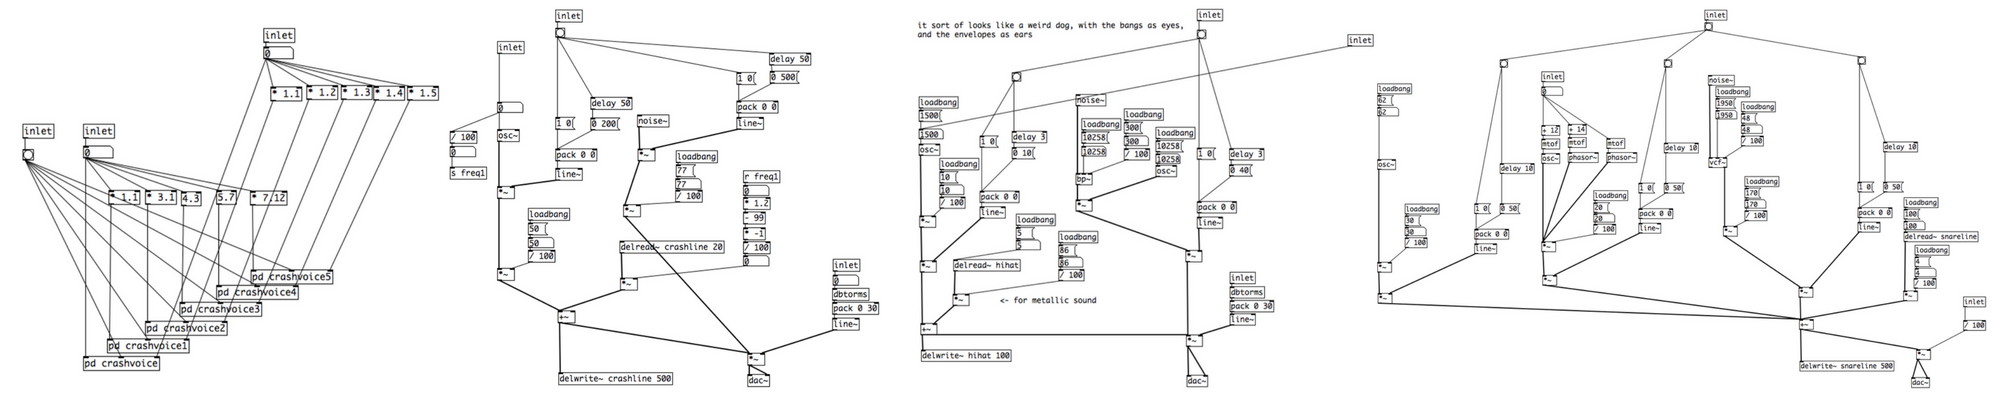 inlet
0
* 1.1
* 1.2
* 1.3
* 1.4
* 1.5
inlet
inlet
0
* 1.1
* 3.1
4.3
5.7
* 7.12
pd crashvoice5
pd crashvoice4
pd crashvoice3
pd crashvoice2
pd crashvoice1
pd crashvoice
inlet
inlet
delay 50
1 0
0 500
0
delay 50
pack 0 0
/ 100
0
s freq1
osc~
1 0
0 200
noise~
line~
pack 0 0
*~
line~
loadbang
77
77
/ 100
r freq1
0
* 1.2
- 99
* -1
/ 100
0
*~
*~
loadbang
50
50
/ 100
delread~ crashline 20
*~
*~
inlet
0
dbtorms
pack 0 30
line~
+~
*~
delwrite~ crashline 500
dac~
it sort of looks like a weird dog, with the bangs as eyes,
and the envelopes as ears
inlet
inlet
loadbang
1500
1500
osc~
noise~
loadbang
10258
10258
loadbang
300
300
/ 100
loadbang
10258
10258
osc~
1 0
delay 3
0 10
1 0
delay 3
0 40
loadbang
10
10
/ 100
bp~
pack 0 0
line~
*~
*~
pack 0 0
line~
loadbang
5
5
loadbang
86
86
/ 100
*~
*~
delread~ hihat
*~
<- for metallic sound
inlet
dbtorms
pack 0 30
line~
+~
*~
delwrite~ hihat 100
dac~
inlet
loadbang
62
62
inlet
0
noise~
loadbang
1950
1950
loadbang
48
48
/ 100
+ 12
mtof
osc~
+ 14
mtof
phasor~
mtof
phasor~
delay 10
delay 10
osc~
delay 10
vcf~
1 0
0 50
1 0
0 50
1 0
0 50
loadbang
30
30
/ 100
loadbang
20
20
/ 100
loadbang
170
170
/ 100
loadbang
100
100
pack 0 0
line~
pack 0 0
line~
pack 0 0
line~
*~
*~
delread~ snareline
loadbang
4
4
/ 100
*~
*~
*~
*~
*~
inlet
/ 100
+~
*~
delwrite~ snareline 500
dac~